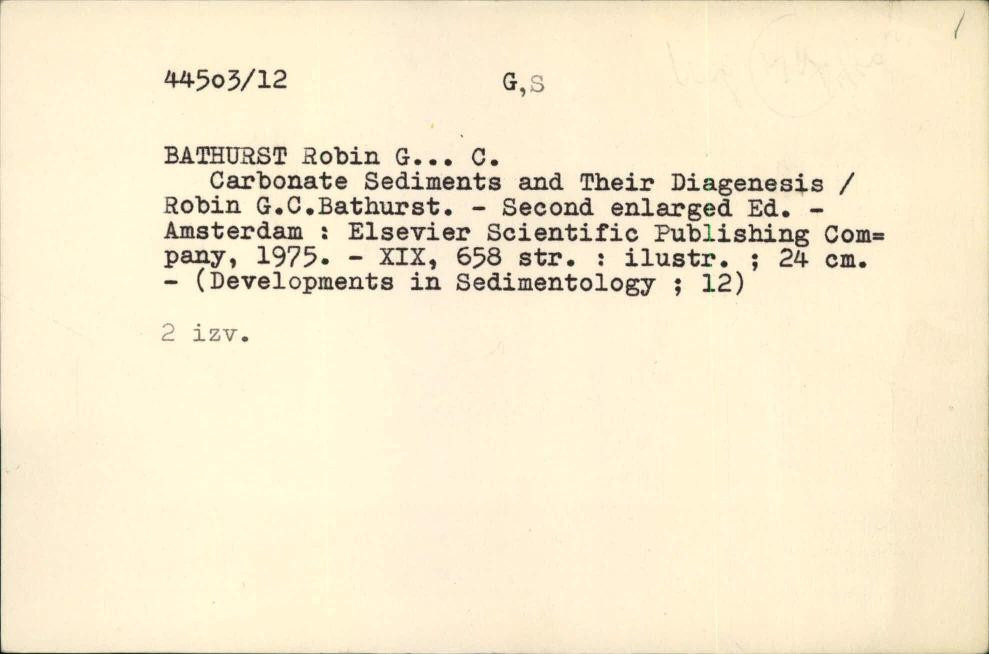 44503/12 G,S
BATHURST Robin G... C.
Carbonate Sediments and Their Diagenesis /
Robin G.C.Bathurst. - Second enlarged Ed. -
Amsterdam : Elsevier Scientific Publishing Com=
pany, 1975. - XIX, 658 str. : ilustr. ; 24 cm.
- (Developments in Sedimentology ; 12)
2 izv.